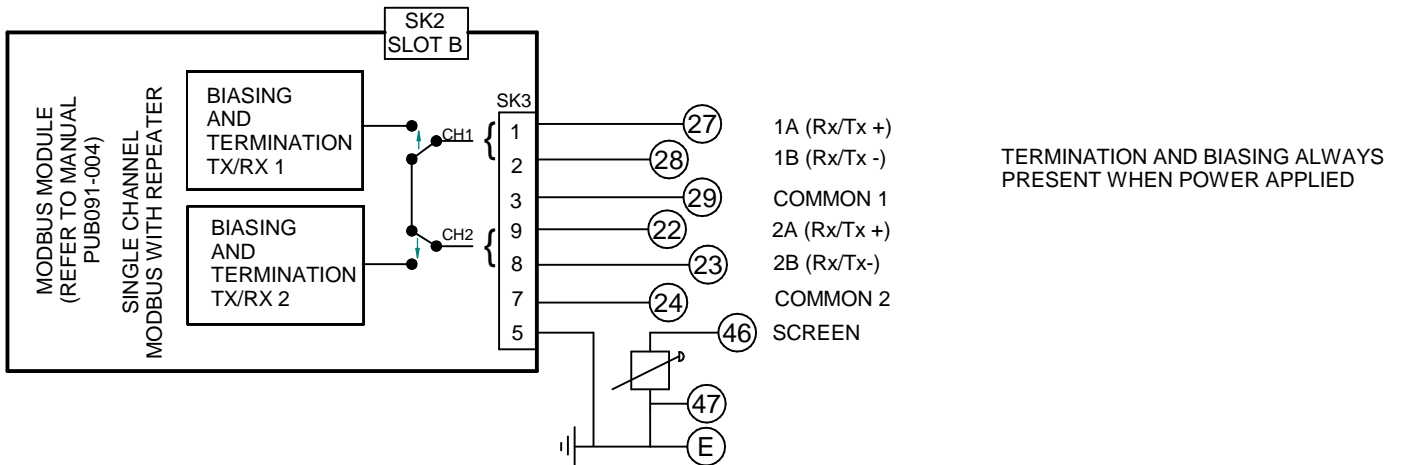 SK2
SLOT B
MODBUS MODULE
(REFER TO MANUAL
PUB091-004)
SINGLE CHANNEL
MODBUS WITH REPEATER
BIASING
AND
TERMINATION
TX/RX 1
BIASING
AND
TERMINATION
TX/RX 2
CH1
CH2
SK3
1
2
3
9
8
7
5
27 1A (Rx/Tx +)
28 1B (Rx/Tx -)
29 COMMON 1
22 2A (Rx/Tx +)
23 2B (Rx/Tx-)
24 COMMON 2
46 SCREEN
47
E
TERMINATION AND BIASING ALWAYS
PRESENT WHEN POWER APPLIED